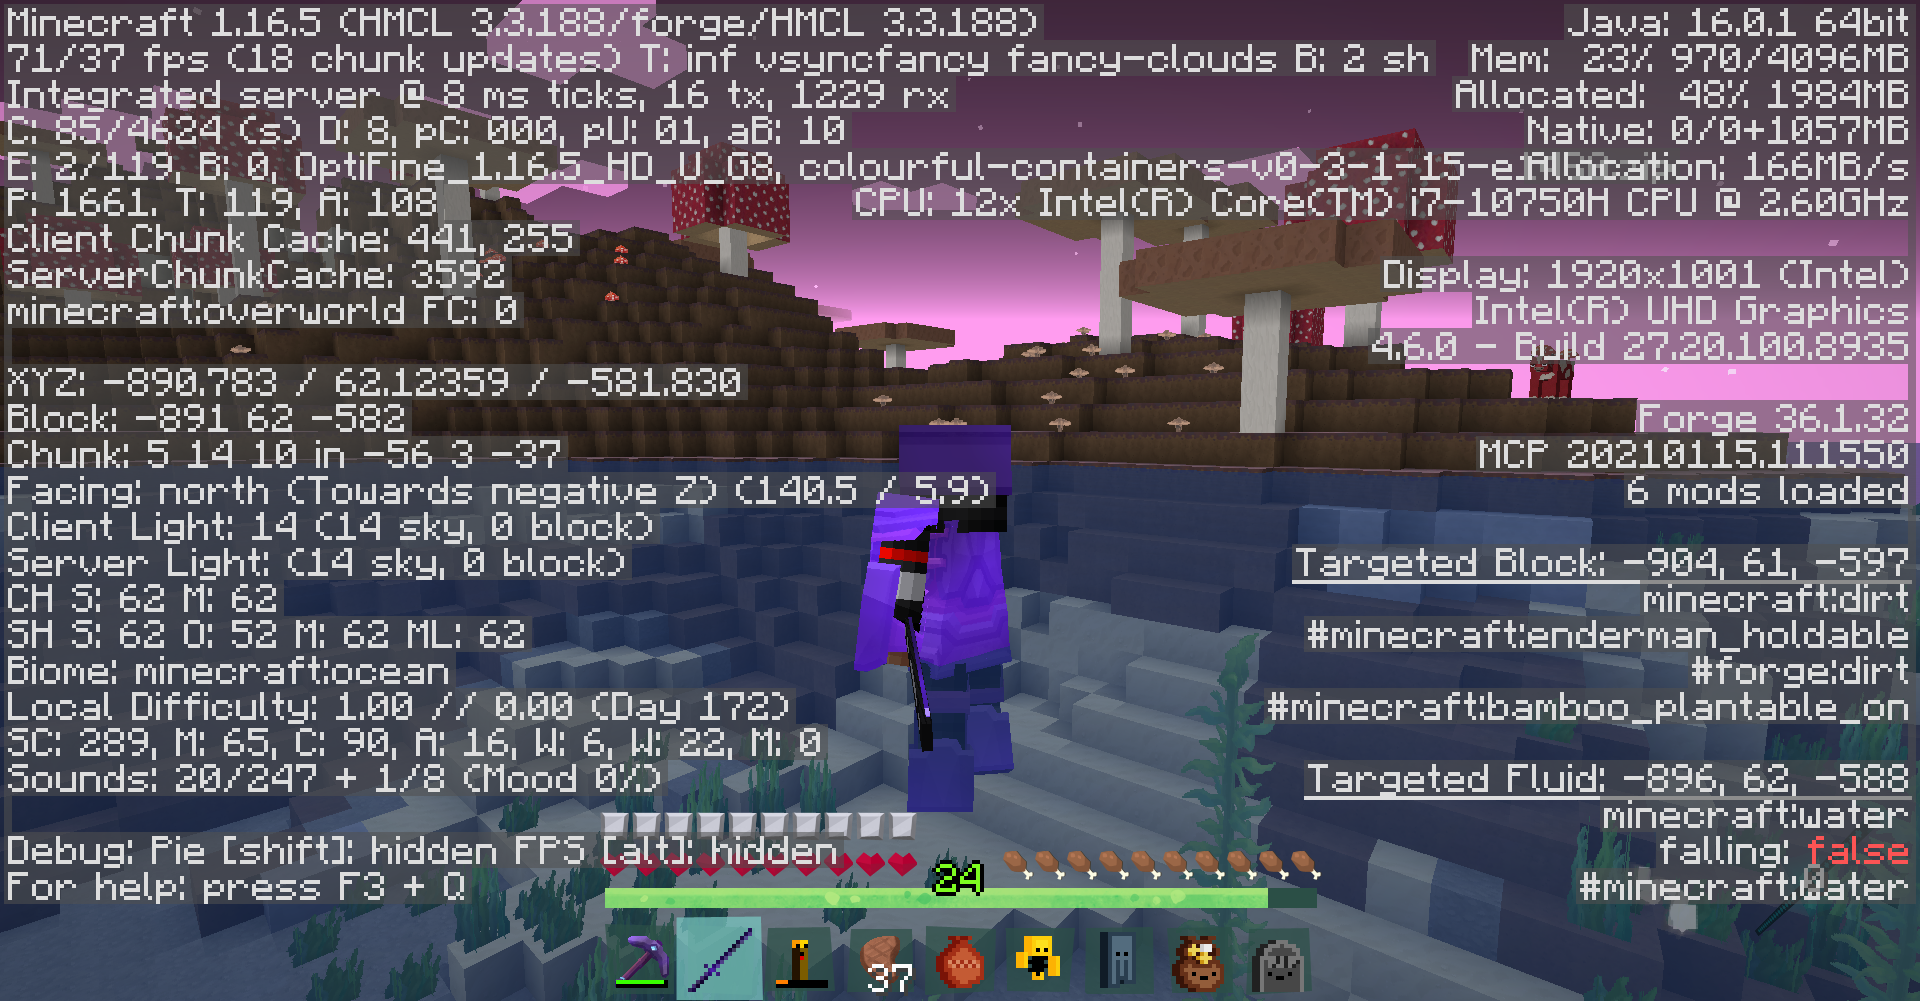 Minecraft 1.16.5 (HMCL 3.3.188/forge/HMCL 3.3.188)
71/37 fps (18 chunk updates) T: inf vsyncfancy fancy-clouds B: 2 sh
Integrated server @ 8 ms ticks, 16 tx, 1229 rx
C: 85/4624 (s) D: 8, pC: 000, pU: 01, aB: 10
E: 2/119, B: 0, OptiFine_1.16.5_HD_U_G8, colourful-containers-v0-3-1-15-e
P: 1661. T: 119, A: 108
Client Chunk Cache: 441, 255
ServerChunkCache: 3592
minecraft:overworld FC: 0
XYZ: -890.783 / 62.12359 / -581.830
Block: -891 62 -582
Chunk: 5 14 10 in -56 3 -37
Facing: north (Towards negative Z) (140.5 / 5.9)
Client Light: 14 (14 sky, 0 block)
Server Light: (14 sky, 0 block)
CH S: 62 M: 62
SH S: 62 O: 52 M: 62 ML: 62
Biome: minecraft:ocean
Local Difficulty: 1.00 // 0.00 (Day 172)
SC: 289, M: 65, C: 90, A: 16, W: 6, W: 22, M: 0
Sounds: 20/247 + 1/8 (Mood 0%)
Debug: Pie [shift]: hidden FPS [alt]: hidden
For help: press F3 + Q
Java: 16.0.1 64bit
Mem: 23% 970/4096MB
Allocated: 48% 1984MB
Native: 0/0+1057MB
Allocation: 166MB/s
CPU: 12x Intel(R) Core(TM) i7-10750H CPU @ 2.60GHz
Display: 1920x1001 (Intel)
Intel(R) UHD Graphics
4.6.0 - Build 27.20.100.8935
Forge 36.1.32
MCP 20210115.111550
6 mods loaded
Targeted Block: -904, 61, -597
minecraft:dirt
#minecraft:enderman_holdable
#forge:dirt
#minecraft:bamboo_plantable_on
Targeted Fluid: -896, 62, -588
minecraft:water
falling: false
#minecraft:water
24
37